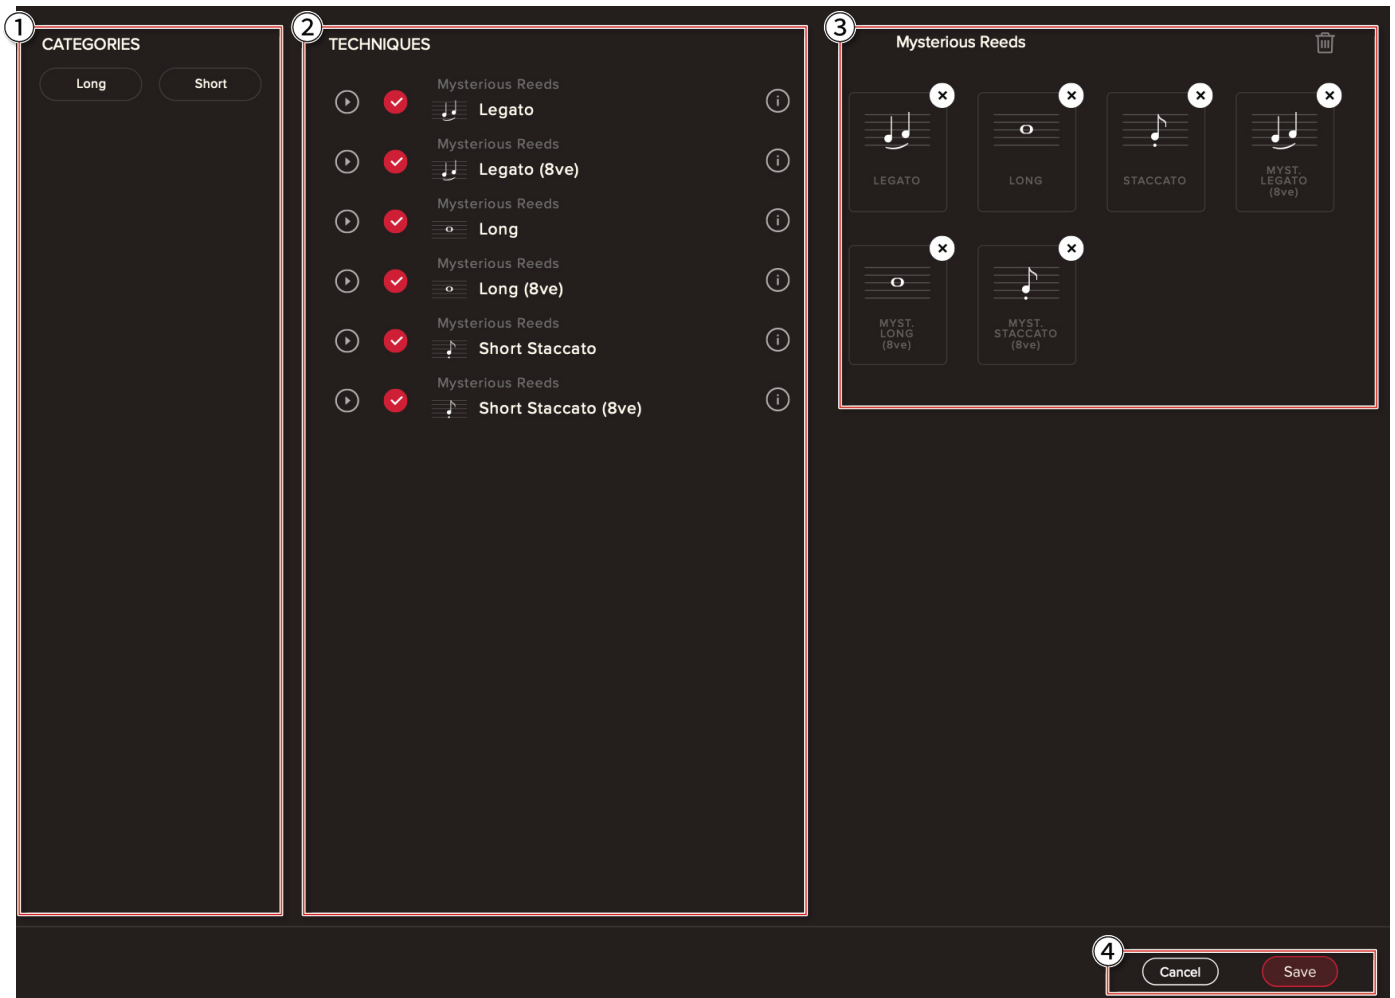 1
CATEGORIES
Long
Short
2
TECHNIQUES
Mysterious Reeds
Legato
Mysterious Reeds
Legato (8ve)
Mysterious Reeds
Long
Mysterious Reeds
Long (8ve)
Mysterious Reeds
Short Staccato
Mysterious Reeds
Short Staccato (8ve)
3
Mysterious Reeds
LEGATO
LONG
STACCATO
MYST.
LEGATO
(8ve)
MYST.
LONG
(8ve)
MYST.
STACCATO
(8ve)
4
Cancel
Save